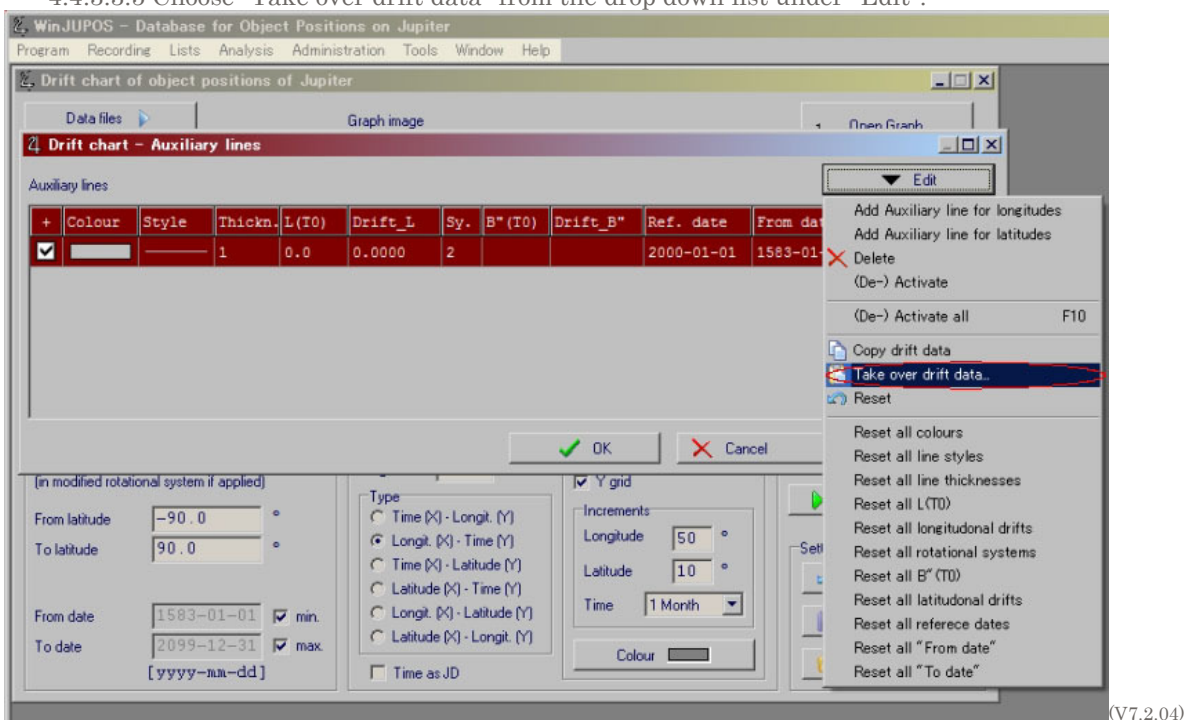 4.4.3.3.3 Choose "Take over drift data" from the drop down list under "Edit".
WinJUPOS – Database for Object Positions on Jupiter
Program Recording Lists Analysis Administration Tools Window Help
Drift chart of object positions of Jupiter
Data files Graph image Open Graph
Drift chart – Auxiliary lines
Auxiliary lines
Edit
+ Colour Style Thickn. L(T0) Drift_L Sy. B"(T0) Drift_B" Ref. date From dat
1 0.0 0.0000 2 2000-01-01 1583-01-
Add Auxiliary line for longitudes
Add Auxiliary line for latitudes
Delete
(De-) Activate
(De-) Activate all F10
Copy drift data
Take over drift data..
Reset
Reset all colours
Reset all line styles
Reset all line thicknesses
Reset all L(T0)
Reset all longitudonal drifts
Reset all rotational systems
Reset all B"(T0)
Reset all latitudonal drifts
Reset all referece dates
Reset all "From date"
Reset all "To date"
OK Cancel
(in modified rotational system if applied)
From latitude -90.0 °
To latitude 90.0 °
From date 1583-01-01 min.
To date 2099-12-31 max.
[yyyy-mm-dd]
Type
Time (X) - Longit. (Y)
Longit. (X) - Time (Y)
Time (X) - Latitude (Y)
Latitude (X) - Time (Y)
Longit. (X) - Latitude (Y)
Latitude (X) - Longit. (Y)
Time as JD
Y grid
Increments
Longitude 50 °
Latitude 10 °
Time 1 Month
Colour
Sett
(V7.2.04)